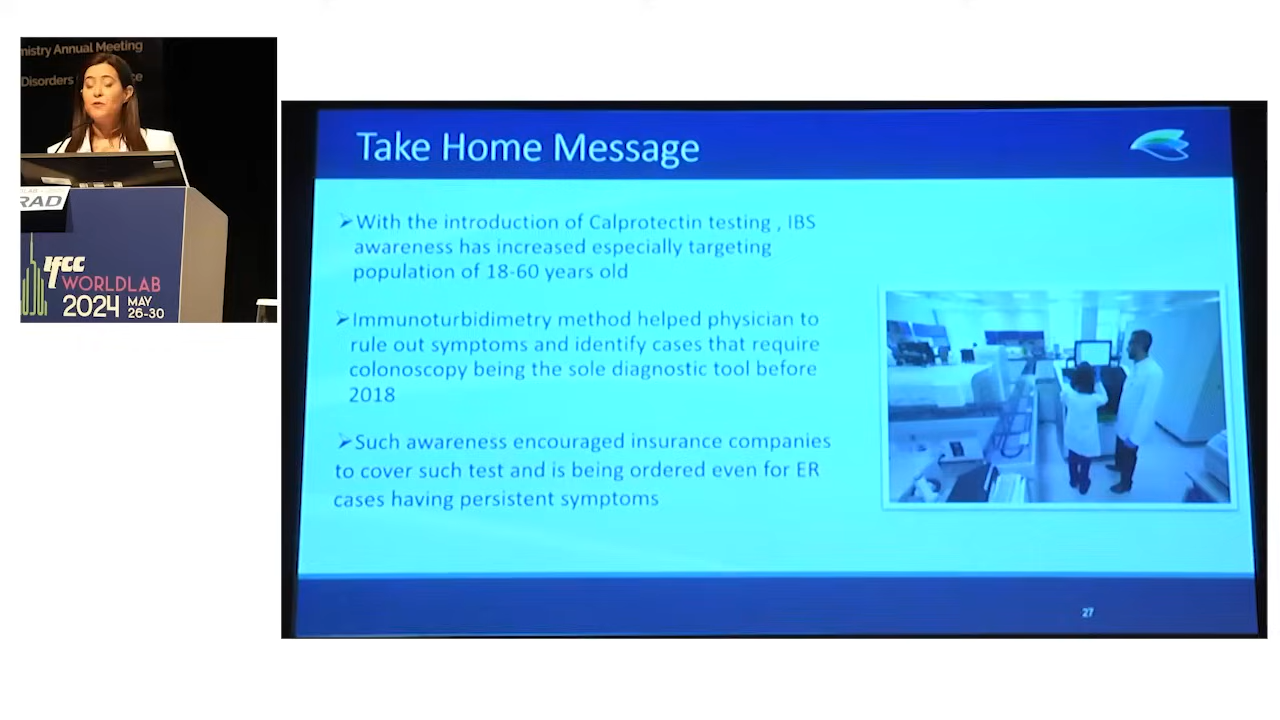 mistry Annual Meeting
Disorders
RAD
IFCC
WORLDLAB
2024 MAY
26-30
Take Home Message
➢With the introduction of Calprotectin testing , IBS
awareness has increased especially targeting
population of 18-60 years old
➢Immunoturbidimetry method helped physician to
rule out symptoms and identify cases that require
colonoscopy being the sole diagnostic tool before
2018
➢Such awareness encouraged insurance companies
to cover such test and is being ordered even for ER
cases having persistent symptoms
27